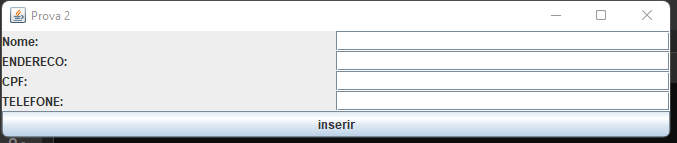 Prova 2
Nome:
ENDERECO:
CPF:
TELEFONE:
inserir